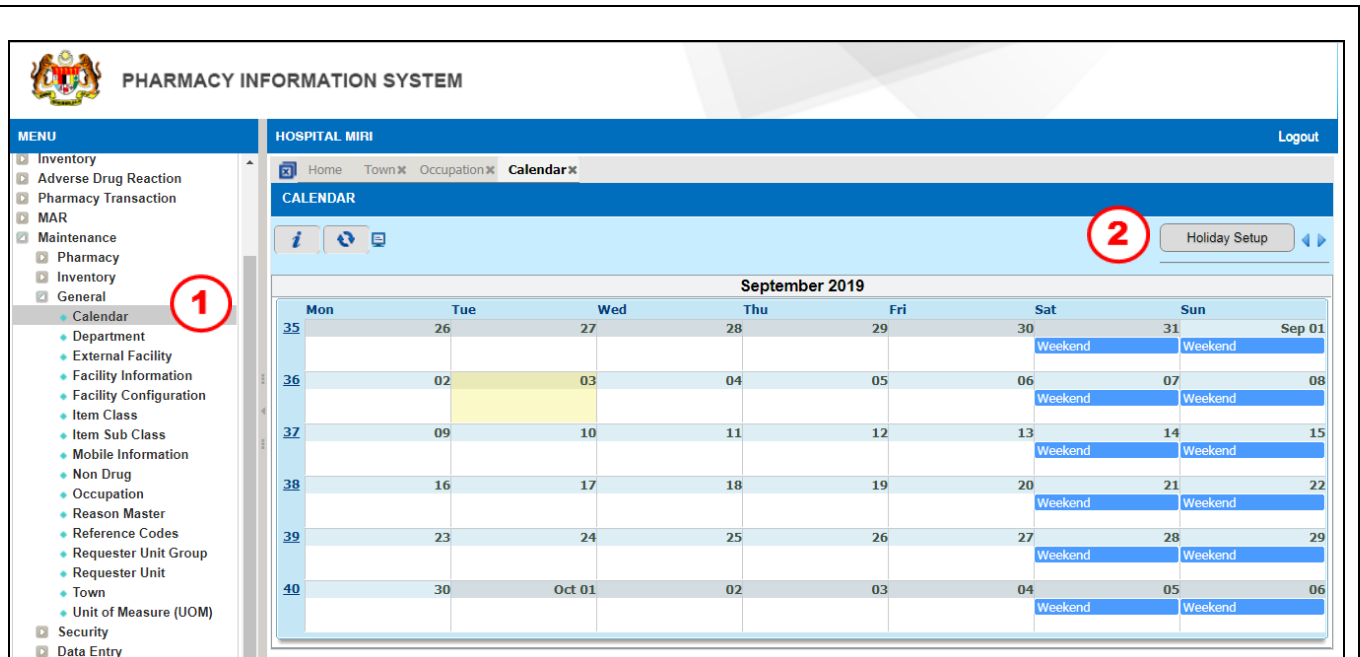 PHARMACY INFORMATION SYSTEM
MENU
HOSPITAL MIRI
Logout
Inventory
Adverse Drug Reaction
Pharmacy Transaction
MAR
Maintenance
Pharmacy
Inventory
General
Calendar
1
Department
External Facility
Facility Information
Facility Configuration
Item Class
Item Sub Class
Mobile Information
Non Drug
Occupation
Reason Master
Reference Codes
Requester Unit Group
Requester Unit
Town
Unit of Measure (UOM)
Security
Data Entry
Home Town Occupation Calendar
CALENDAR
i
2
Holiday Setup
September 2019
Mon Tue Wed Thu Fri Sat Sun
35 26 27 28 29 30 31 Sep 01
Weekend Weekend
36 02 03 04 05 06 07 08
Weekend Weekend
37 09 10 11 12 13 14 15
Weekend Weekend
38 16 17 18 19 20 21 22
Weekend Weekend
39 23 24 25 26 27 28 29
Weekend Weekend
40 30 Oct 01 02 03 04 05 06
Weekend Weekend